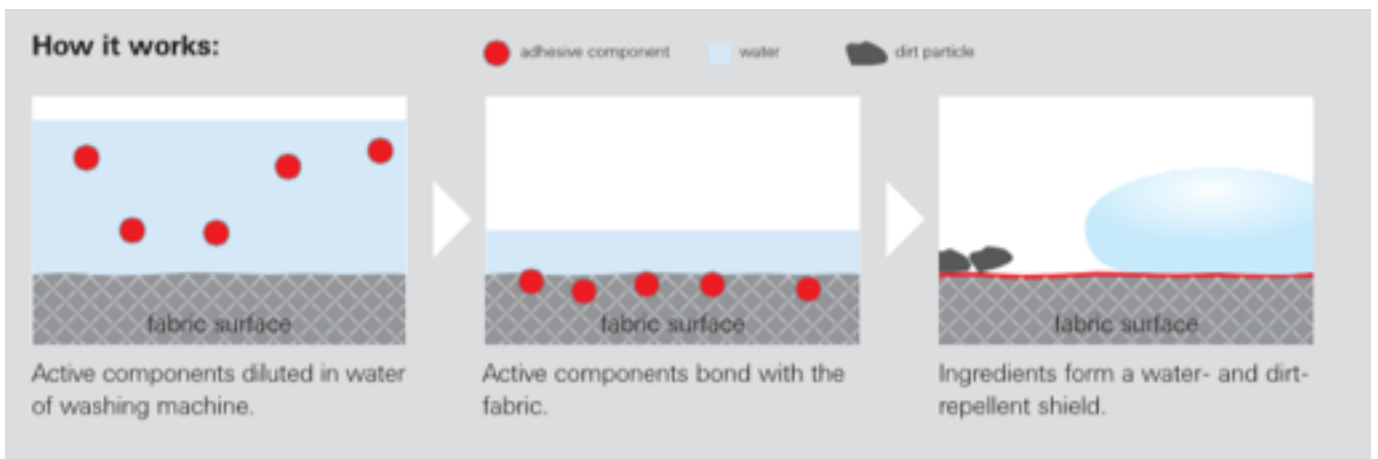 How it works:
adhesive component
water
dirt particle
fabric surface
fabric surface
fabric surface
Active components diluted in water
of washing machine.
Active components bond with the
fabric.
Ingredients form a water- and dirt-
repellent shield.